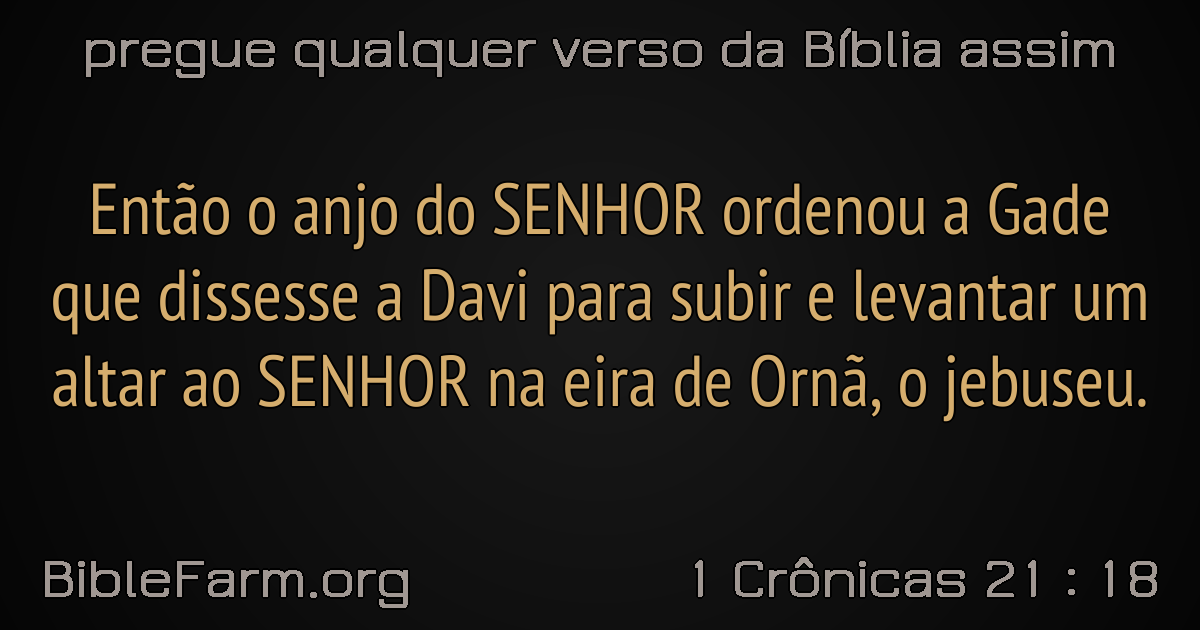 pregue qualquer verso da Bíblia assim
Então o anjo do SENHOR ordenou a Gade
que dissesse a Davi para subir e levantar um
altar ao SENHOR na eira de Ornã, o jebuseu.
BibleFarm.org
1 Crônicas 21 : 18